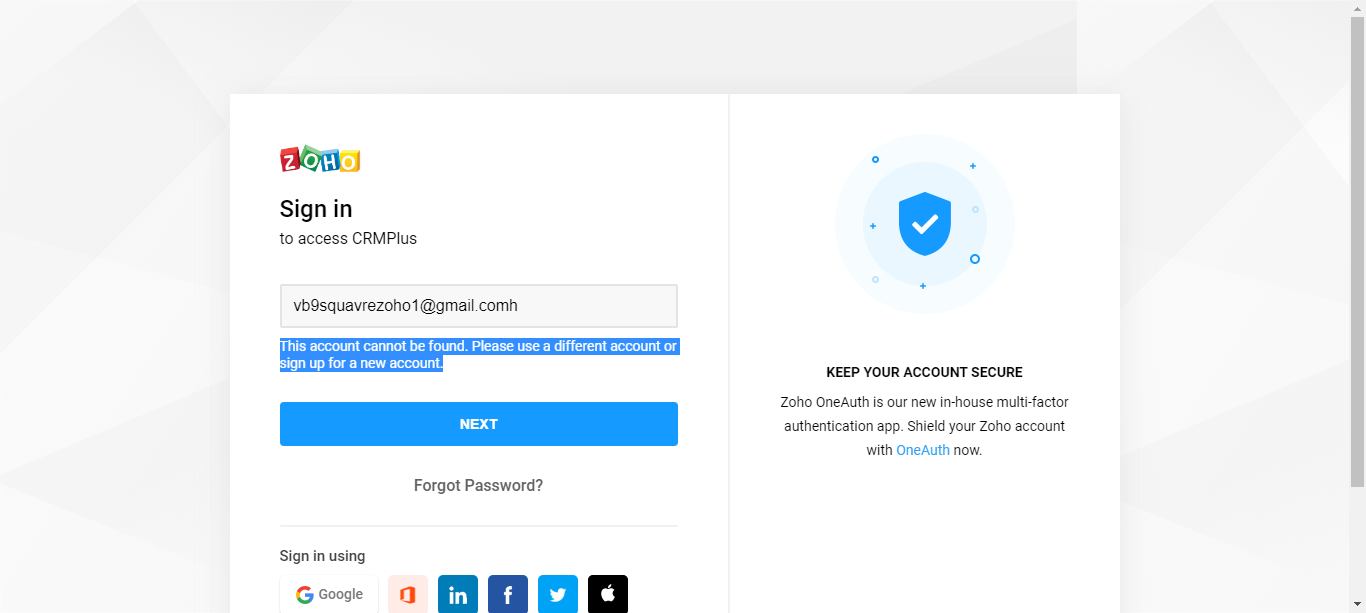 ZOHO
Sign in
to access CRMPlus
vb9squavrezoho1@gmail.comh
This account cannot be found. Please use a different account or
sign up for a new account.
NEXT
Forgot Password?
Sign in using
Google
in
f
KEEP YOUR ACCOUNT SECURE
Zoho OneAuth is our new in-house multi-factor
authentication app. Shield your Zoho account
with OneAuth now.